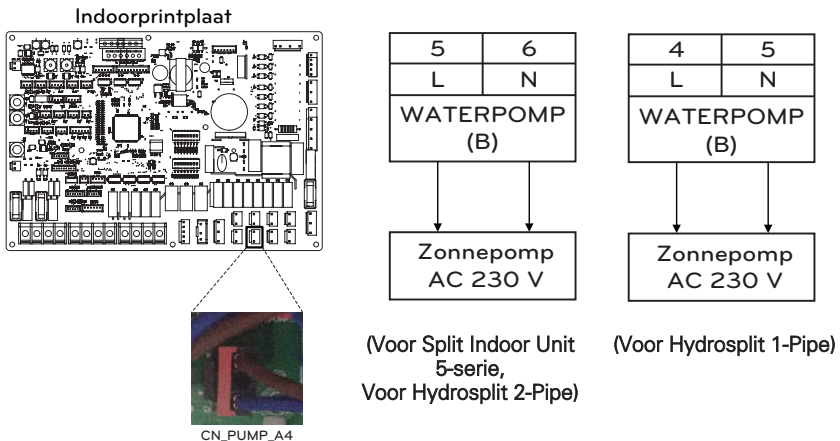 Indoorprintplaat
5 6
L N
WATERPOMP
(B)
Zonnepomp
AC 230 V
(Voor Split Indoor Unit
5-serie,
Voor Hydrosplit 2-Pipe)
4 5
L N
WATERPOMP
(B)
Zonnepomp
AC 230 V
(Voor Hydrosplit 1-Pipe)
CN_PUMP_A4